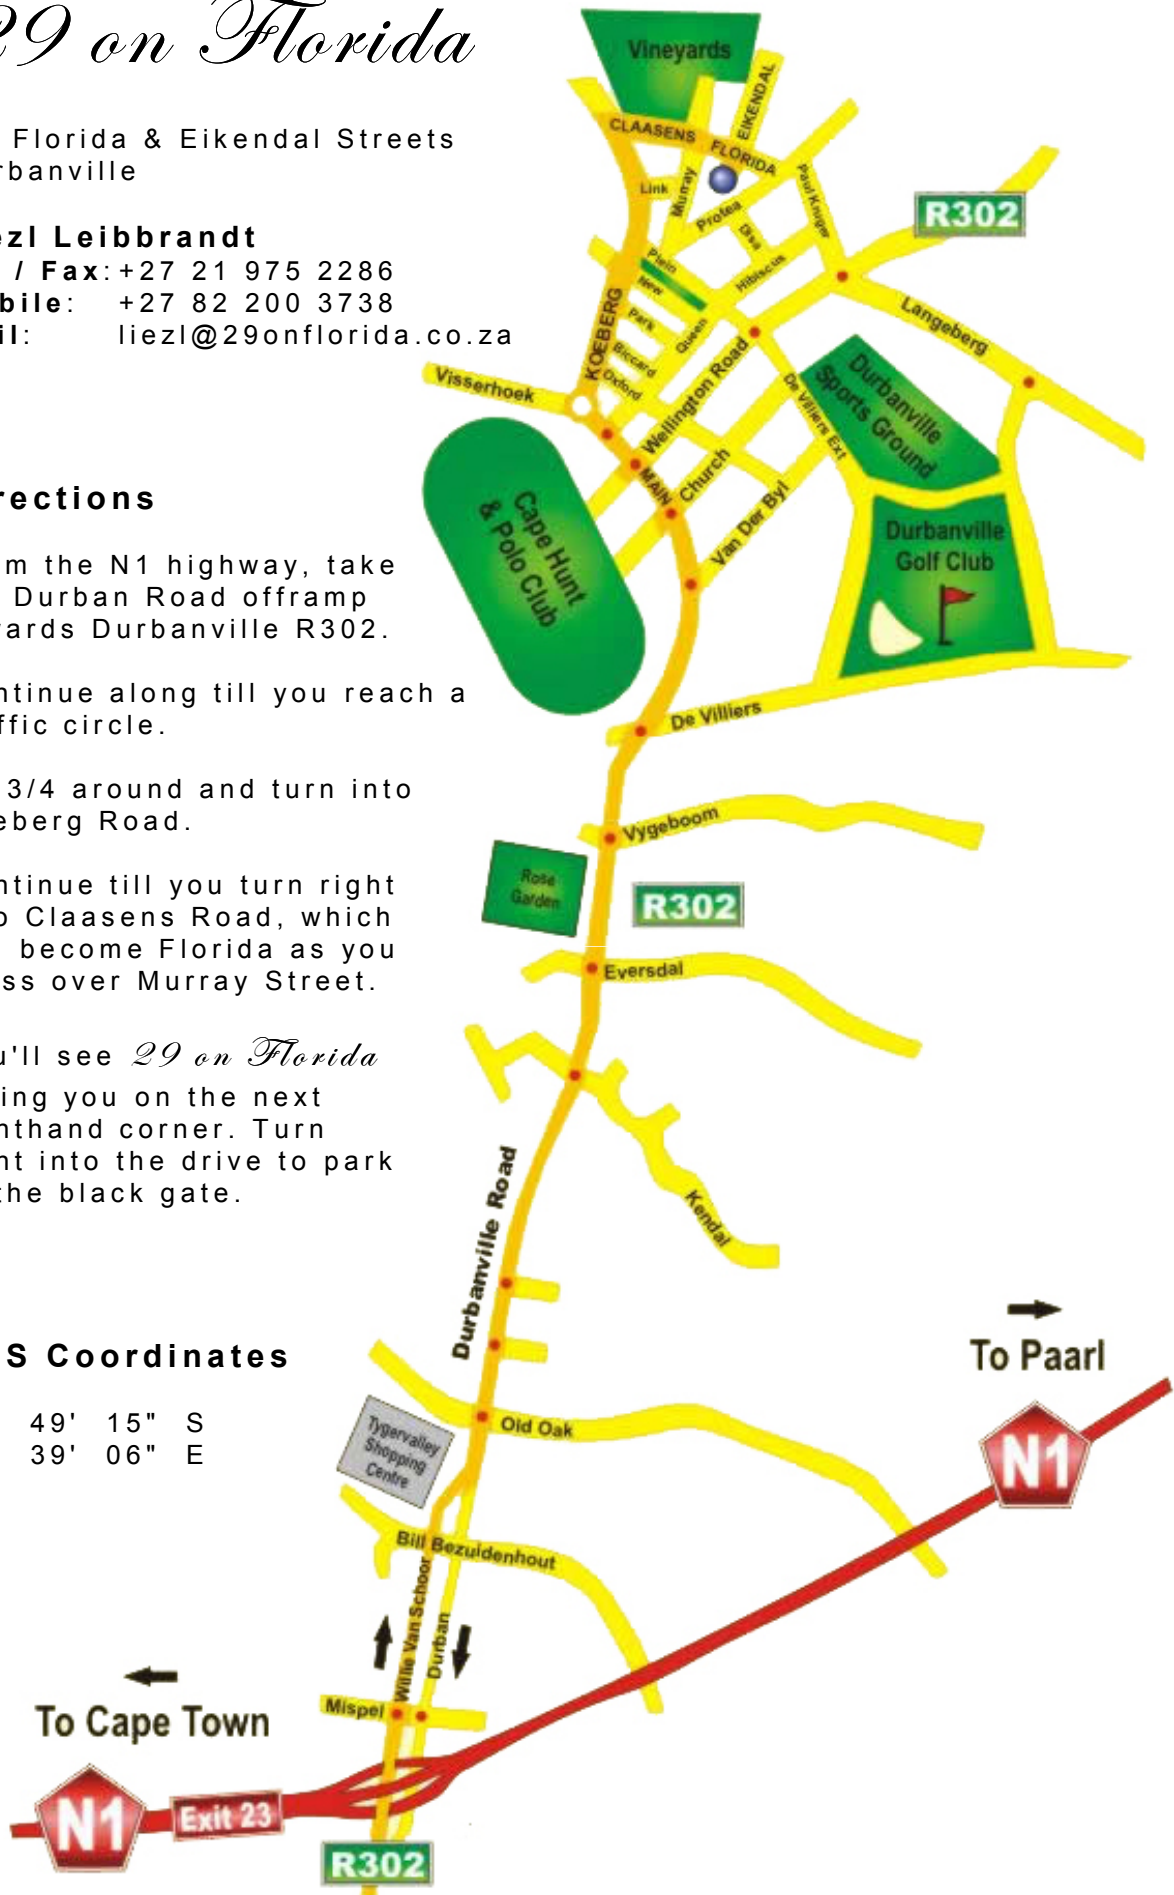 29 on Florida
Florida & Eikendal Streets
rbanville
ezl Leibbrandt
/ Fax: +27 21 975 2286
bile: +27 82 200 3738
il: liezl@29onflorida.co.za
rections
m the N1 highway, take
Durban Road offramp
vards Durbanville R302.
ntinue along till you reach a
ffic circle.
3/4 around and turn into
eberg Road.
ntinue till you turn right
o Claasens Road, which
become Florida as you
ss over Murray Street.
u'll see 29 on Florida
ing you on the next
nthand corner. Turn
ht into the drive to park
the black gate.
S Coordinates
49' 15" S
39' 06" E
Vineyards
EIKENDAL
CLAASENS
FLORIDA
Link
Murray
Protea
Paul Kruger
R302
Disa
Plein
Hibiscus
New
Langeberg
Park
Queen
KOEBERG
Biccard
Oxford
Visserhoek
Wellington Road
De Villiers Ext
Durbanville
Sports Ground
MAIN
Church
Van Der Byl
Cape Hunt
& Polo Club
Durbanville
Golf Club
De Villiers
Vygeboom
Rose
Garden
R302
Eversdal
Kendal
Durbanville Road
To Paarl
N1
Old Oak
Tygervalley
Shopping
Centre
Bill Bezuidenhout
Willie Van Schoor
Durban
Mispel
To Cape Town
N1
Exit 23
R302